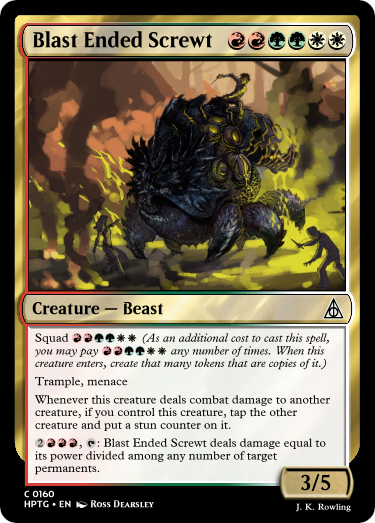 Blast Ended Screwt
Creature — Beast
Squad (As an additional cost to cast this spell,
you may pay any number of times. When this
creature enters, create that many tokens that are copies of it.)
Trample, menace
Whenever this creature deals combat damage to another
creature, if you control this creature, tap the other
creature and put a stun counter on it.
2, : Blast Ended Screwt deals damage equal to
its power divided among any number of target
permanents.
3/5
C 0160
HPTG • EN Ross Dearsley
J. K. Rowling